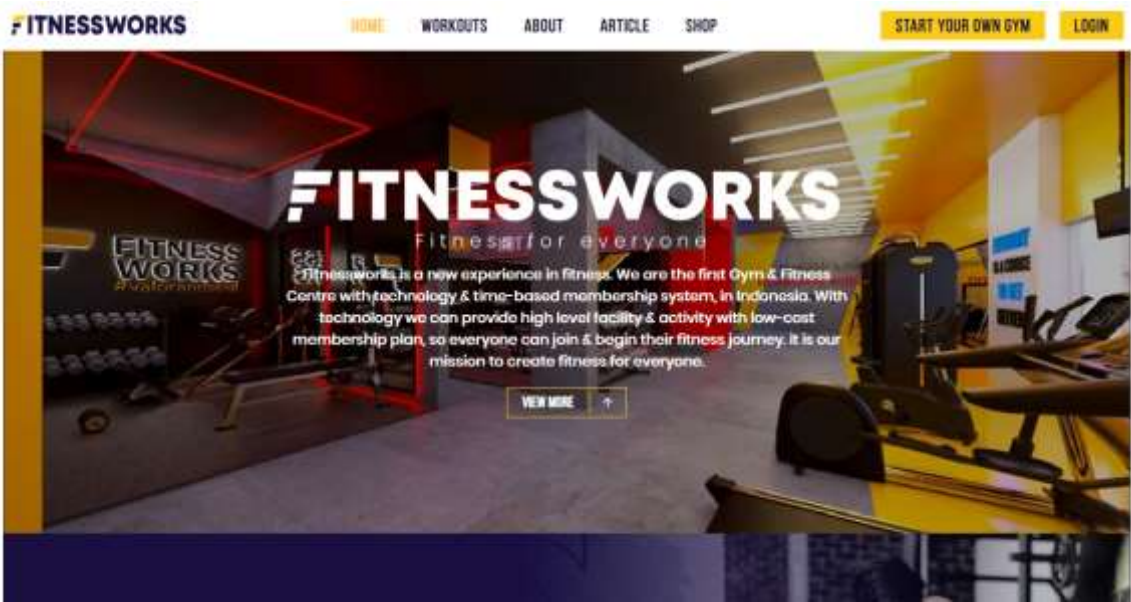 FITNESSWORKS
HOME WORKOUTS ABOUT ARTICLE SHOP
START YOUR OWN GYM LOGIN
FITNESSWORKS
Fitness for everyone
FITNESS
WORKS
Fitnessworks is a new experience in fitness. We are the first Gym & Fitness
Centre with technology & time-based membership system, in Indonesia. With
technology we can provide high level facility & activity with low-cost
membership plan, so everyone can join & begin their fitness journey. It is our
mission to create fitness for everyone.
VIEW MORE